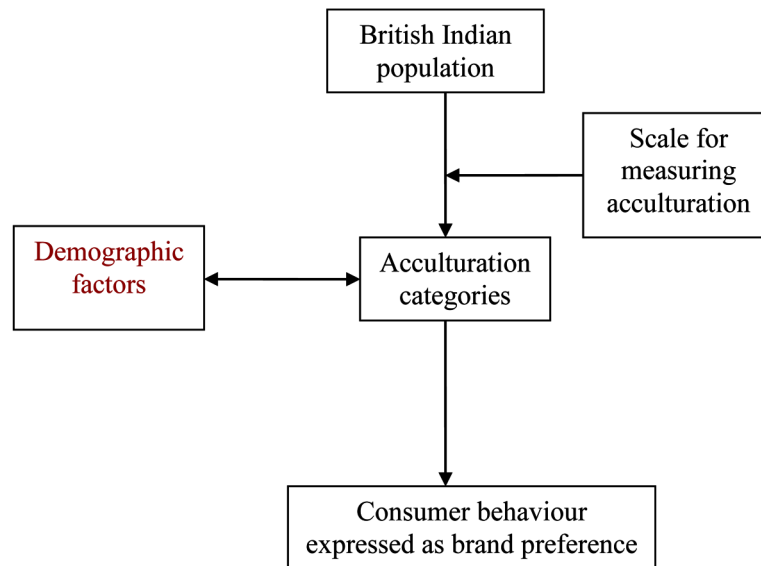 British Indian
population
Scale for
measuring
acculturation
Demographic
factors
Acculturation
categories
Consumer behaviour
expressed as brand preference